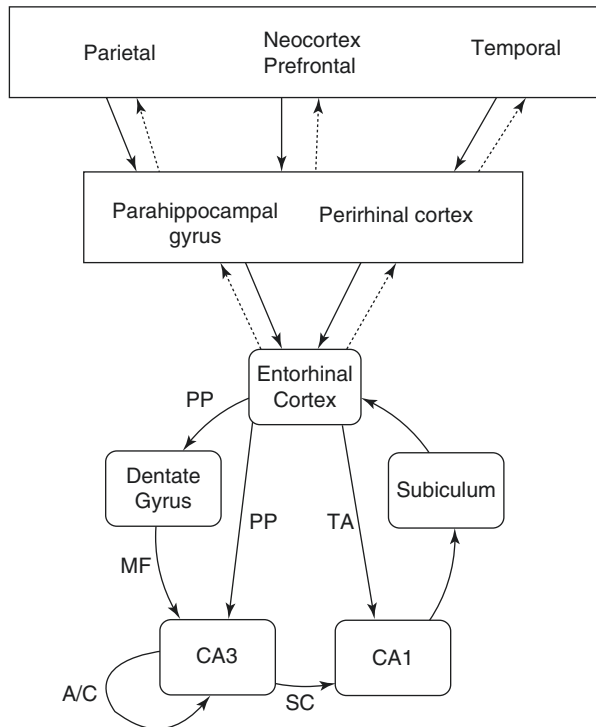 Parietal
Neocortex
Prefrontal
Temporal
Parahippocampal
gyrus
Perirhinal cortex
Entorhinal
Cortex
PP
Dentate
Gyrus
Subiculum
PP
TA
MF
CA3
CA1
A/C
SC